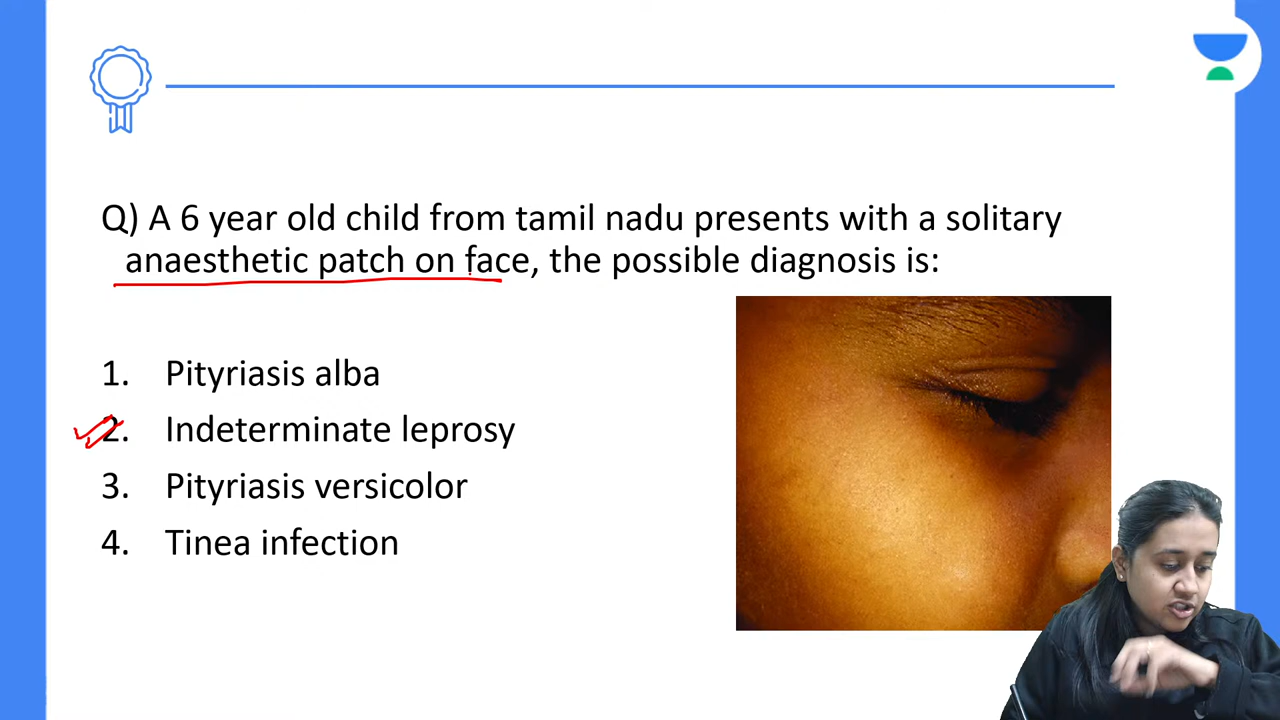 Q) A 6 year old child from tamil nadu presents with a solitary
anaesthetic patch on face, the possible diagnosis is:
1. Pityriasis alba
2. Indeterminate leprosy
3. Pityriasis versicolor
4. Tinea infection